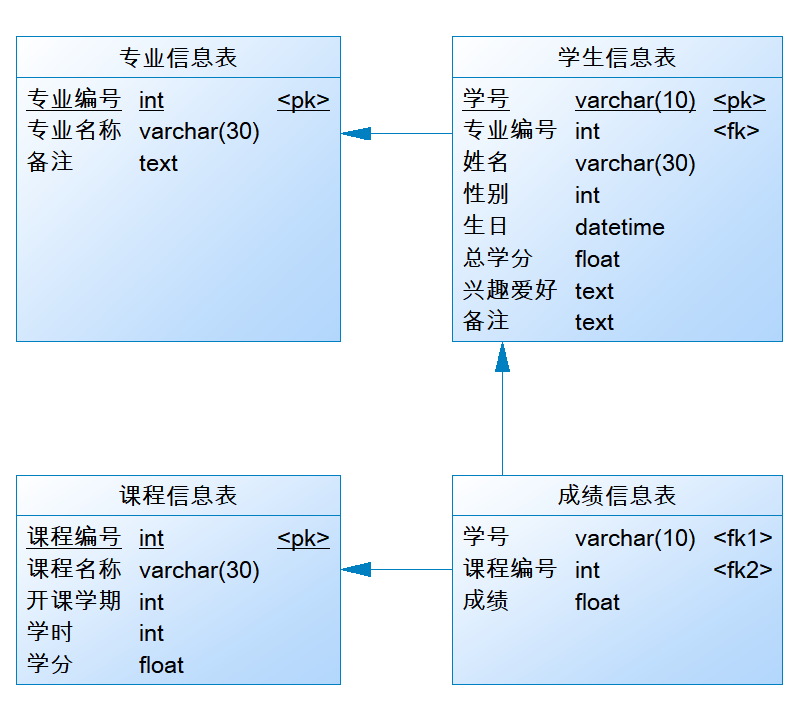 专业信息表
专业编号 int <pk>
专业名称 varchar(30)
备注 text
学生信息表
学号 varchar(10) <pk>
专业编号 int <fk>
姓名 varchar(30)
性别 int
生日 datetime
总学分 float
兴趣爱好 text
备注 text
课程信息表
课程编号 int <pk>
课程名称 varchar(30)
开课学期 int
学时 int
学分 float
成绩信息表
学号 varchar(10) <fk1>
课程编号 int <fk2>
成绩 float